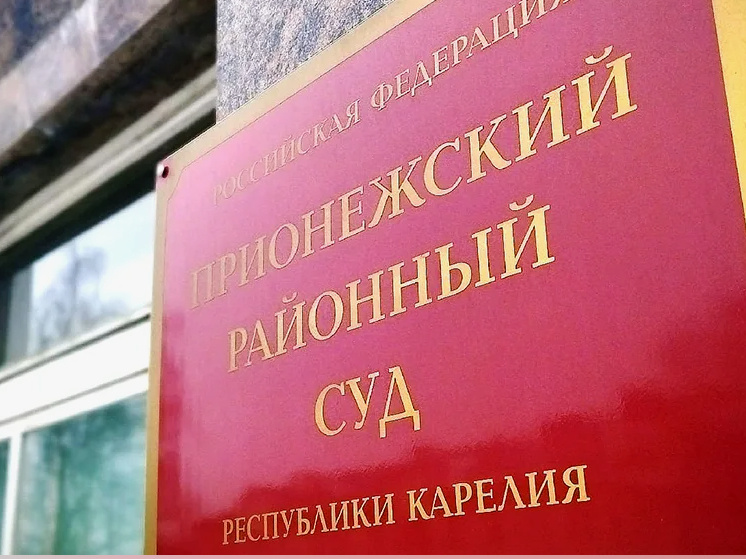 РОССИЙСКАЯ ФЕДЕРАЦИЯ
ПРИОНЕЖСКИЙ
РАЙОННЫЙ
СУД
РЕСПУБЛИКИ КАРЕЛИЯ